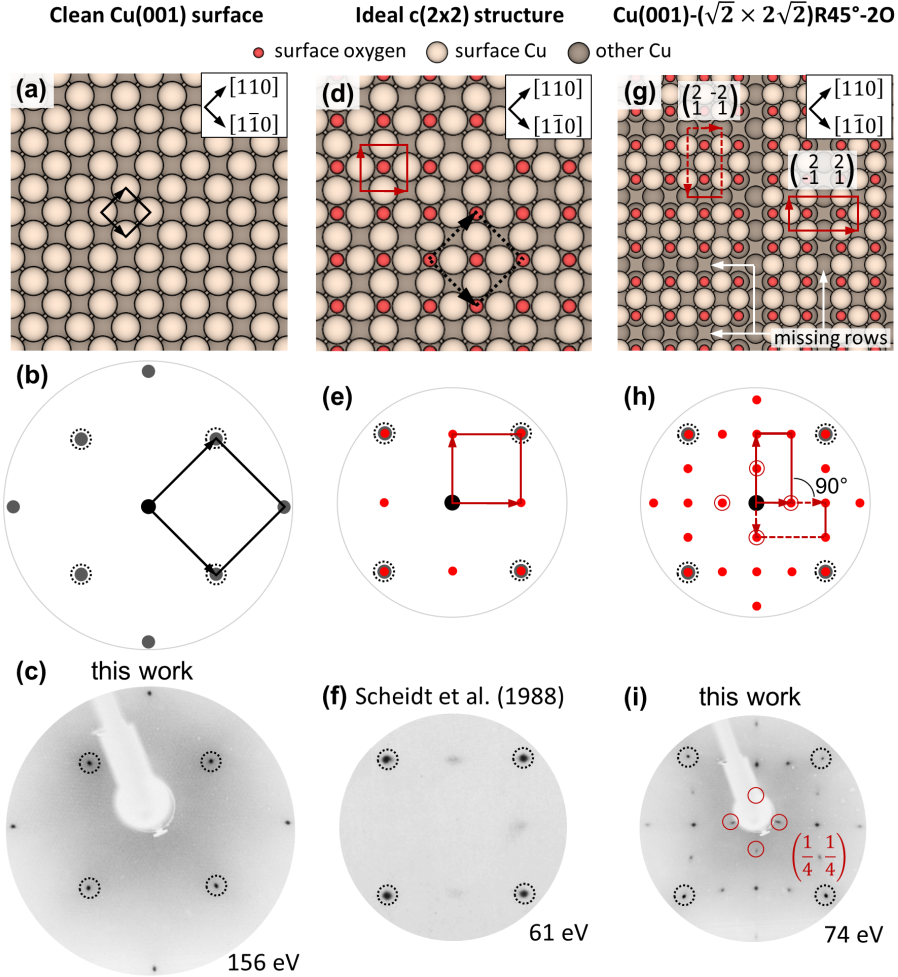 Clean Cu(001) surface
Ideal c(2x2) structure
Cu(001)-(√2 × 2√2)R45°-2O
surface oxygen
surface Cu
other Cu
(a)
[110]
[11̅0]
(d)
[110]
[11̅0]
(g)
(2 -2
1 1)
[110]
[11̅0]
(2 2
-1 1)
missing rows
(b)
(e)
(h)
90°
(c)
this work
156 eV
(f) Scheidt et al. (1988)
61 eV
(i)
this work
(1/4 1/4)
74 eV